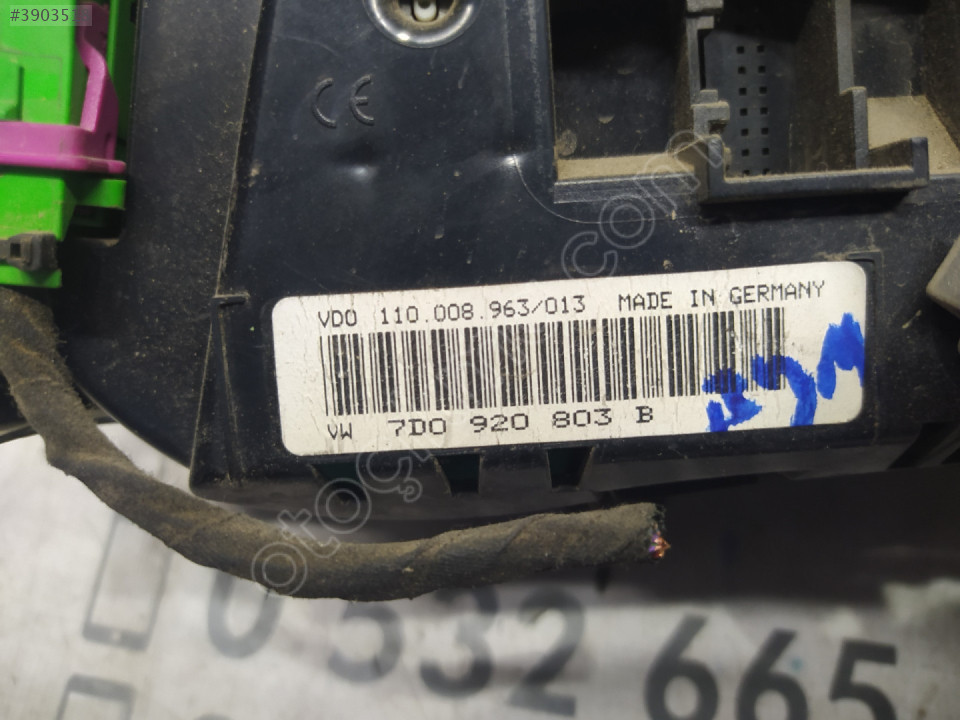 #39035
CE
VDO 110.008.963/013 MADE IN GERMANY
VW 7D0 920 803 B
0 532 665